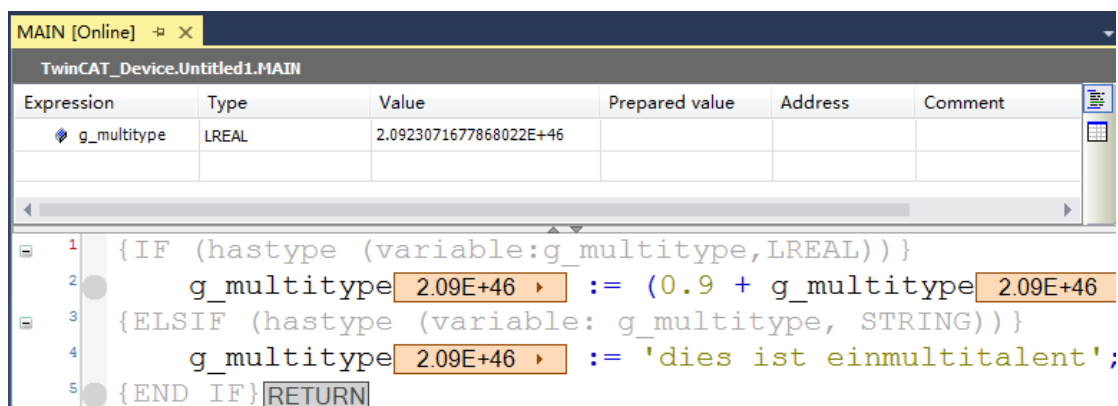 MAIN [Online]
TwinCAT_Device.Untitled1.MAIN
Expression Type Value Prepared value Address Comment
g_multitype LREAL 2.0923071677868022E+46
1 {IF (hastype (variable:g_multitype,LREAL))}
2 g_multitype 2.09E+46 := (0.9 + g_multitype 2.09E+46
3 {ELSIF (hastype (variable: g_multitype, STRING))}
4 g_multitype 2.09E+46 := 'dies ist einmultitalent';
5 {END IF}RETURN